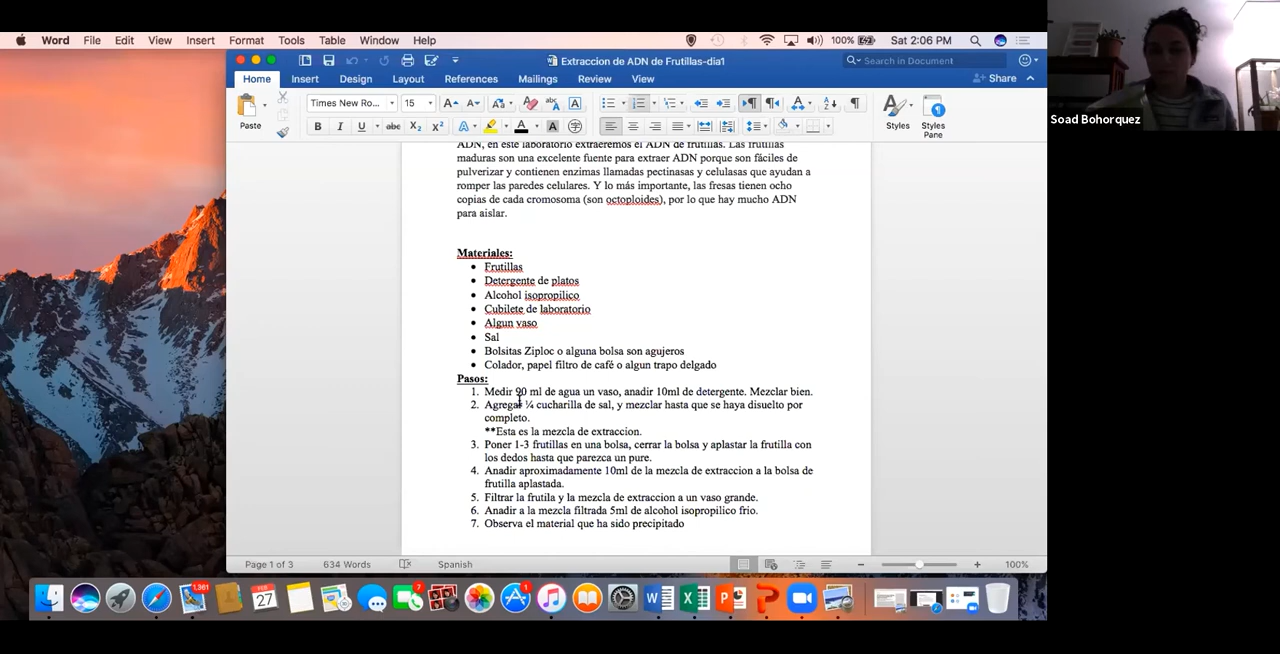 Word File Edit View Insert Format Tools Table Window Help
100% Sat 2:06 PM
Extraccion de ADN de Frutillas-dia1
Search in Document
Home Insert Design Layout References Mailings Review View
Share
Paste
Times New Ro... 15
Styles
Styles Pane
Soad Bohorquez
ADN, en este laboratorio extraeremos el ADN de frutillas. Las frutillas
maduras son una excelente fuente para extraer ADN porque son fáciles de
pulverizar y contienen enzimas llamadas pectinasas y celulasas que ayudan a
romper las paredes celulares. Y lo más importante, las fresas tienen ocho
copias de cada cromosoma (son octoploides), por lo que hay mucho ADN
para aislar.
Materiales:
• Frutillas
• Detergente de platos
• Alcohol isopropilico
• Cubilete de laboratorio
• Algun vaso
• Sal
• Bolsitas Ziploc o alguna bolsa son agujeros
• Colador, papel filtro de café o algun trapo delgado
Pasos:
1. Medir 90 ml de agua un vaso, anadir 10ml de detergente. Mezclar bien.
2. Agregar ¼ cucharilla de sal, y mezclar hasta que se haya disuelto por
completo.
**Esta es la mezcla de extraccion.
3. Poner 1-3 frutillas en una bolsa, cerrar la bolsa y aplastar la frutilla con
los dedos hasta que parezca un pure.
4. Anadir aproximadamente 10ml de la mezcla de extraccion a la bolsa de
frutilla aplastada.
5. Filtrar la frutila y la mezcla de extraccion a un vaso grande.
6. Anadir a la mezcla filtrada 5ml de alcohol isopropilico frio.
7. Observa el material que ha sido precipitado
Page 1 of 3 634 Words Spanish 100%
1,361
FEB
27
7
1